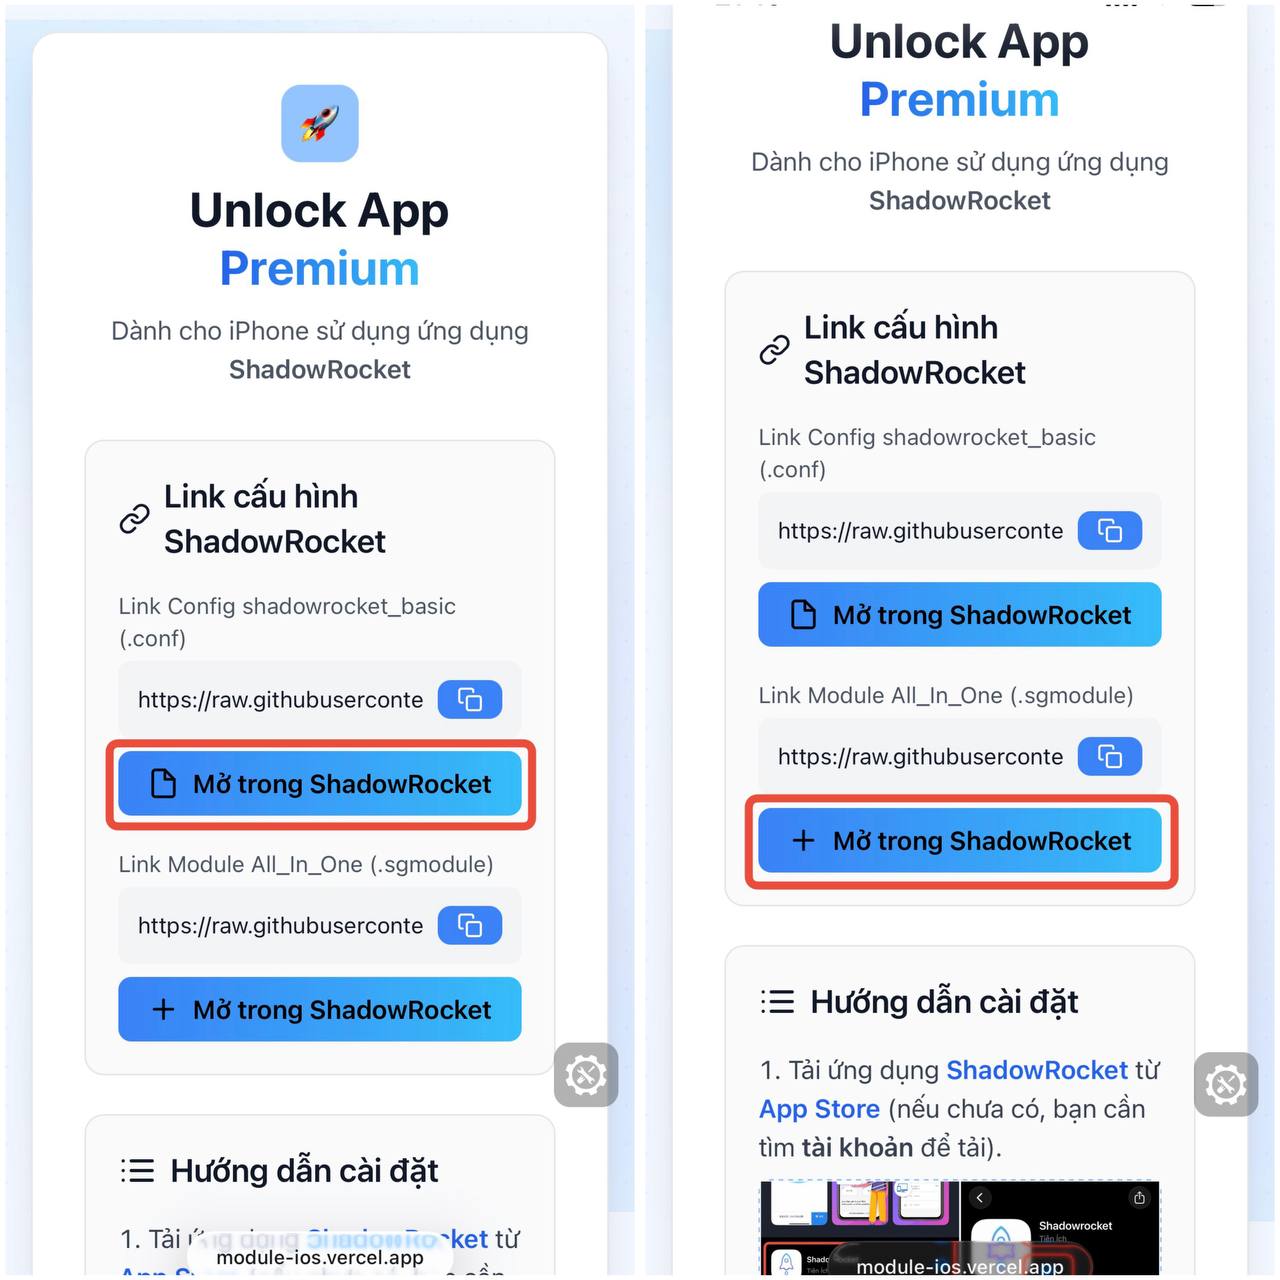 Unlock App
Premium
Dành cho iPhone sử dụng ứng dụng
ShadowRocket
Link cấu hình
ShadowRocket
Link Config shadowrocket_basic
(.conf)
https://raw.githubuserconte
Mở trong ShadowRocket
Link Module All_In_One (.sgmodule)
https://raw.githubuserconte
Mở trong ShadowRocket
Hướng dẫn cài đặt
1. Tải ứng dụng ShadowRocket từ
module-ios.vercel.app
Unlock App
Premium
Dành cho iPhone sử dụng ứng dụng
ShadowRocket
Link cấu hình
ShadowRocket
Link Config shadowrocket_basic
(.conf)
https://raw.githubuserconte
Mở trong ShadowRocket
Link Module All_In_One (.sgmodule)
https://raw.githubuserconte
Mở trong ShadowRocket
Hướng dẫn cài đặt
1. Tải ứng dụng ShadowRocket từ
App Store (nếu chưa có, bạn cần
tìm tài khoản để tải).
Shadowrocket
Tiện ích
module-ios.vercel.app